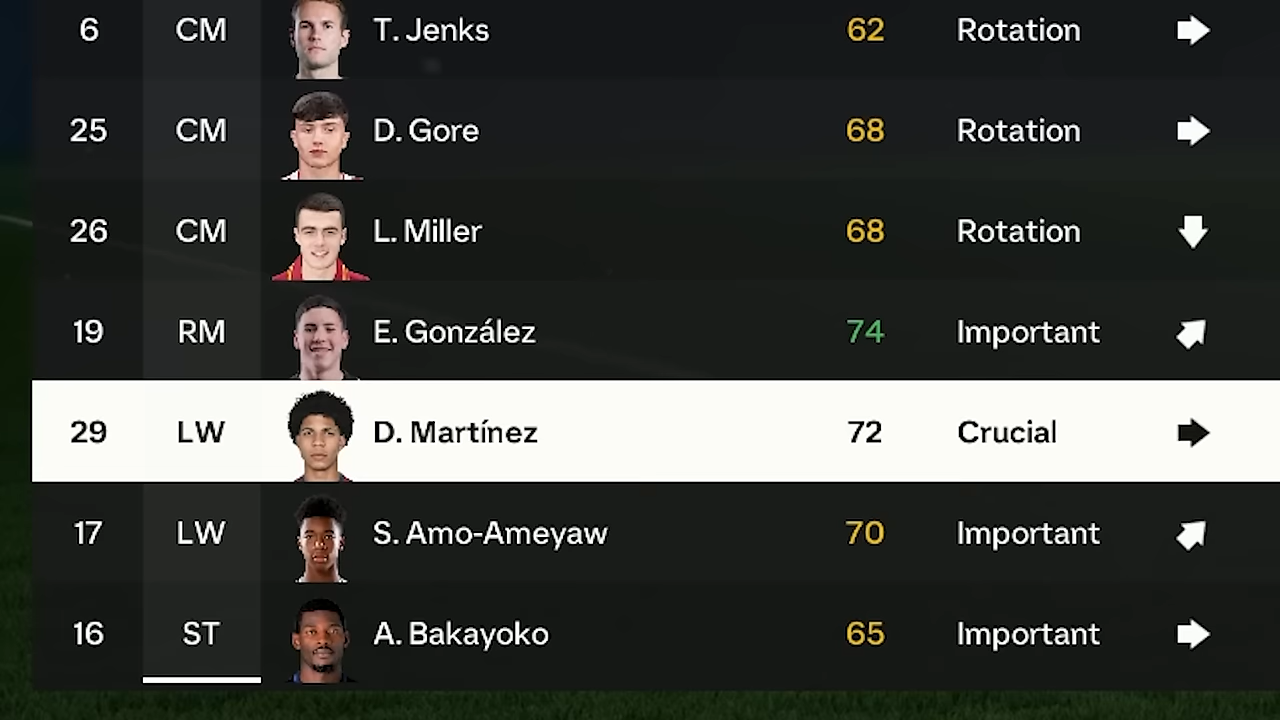 6 CM T. Jenks 62 Rotation
25 CM D. Gore 68 Rotation
26 CM L. Miller 68 Rotation
19 RM E. González 74 Important
29 LW D. Martínez 72 Crucial
17 LW S. Amo-Ameyaw 70 Important
16 ST A. Bakayoko 65 Important